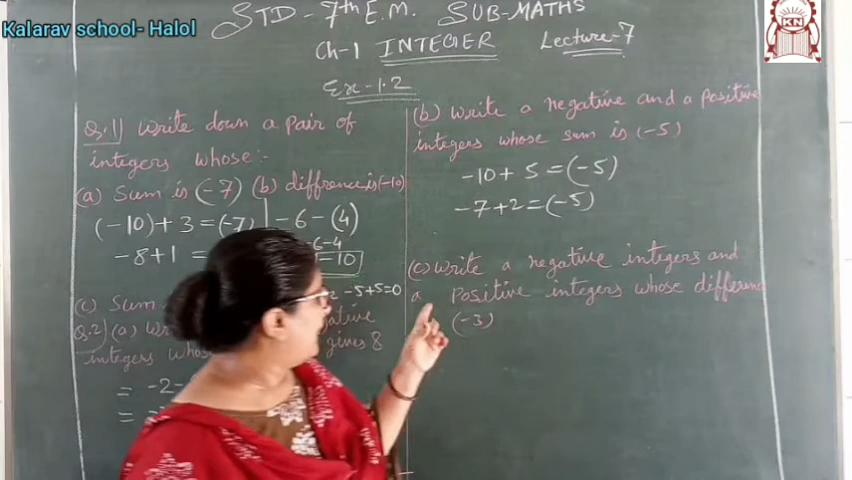 Kalarav school- Halol
STD - 7th E.M. SUB-MATHS
Ch-1 INTEGER Lecture-7
Ex-1.2
KN
Q.1) Write down a pair of
integers whose:-
(a) Sum is (-7) (b) diffrence is (-10)
(-10)+3=(-7) -6-(4)
-8+1 = -6-4
=-10
(c) Sum -5+5=0
Q.2) (a) Wr
integers who gives 8
= -2-
=
(b) Write a negative and a positive
integers whose sum is (-5)
-10+5=(-5)
-7+2=(-5)
(c) Write a negative integers and
a Positive integers whose differenc
(-3)